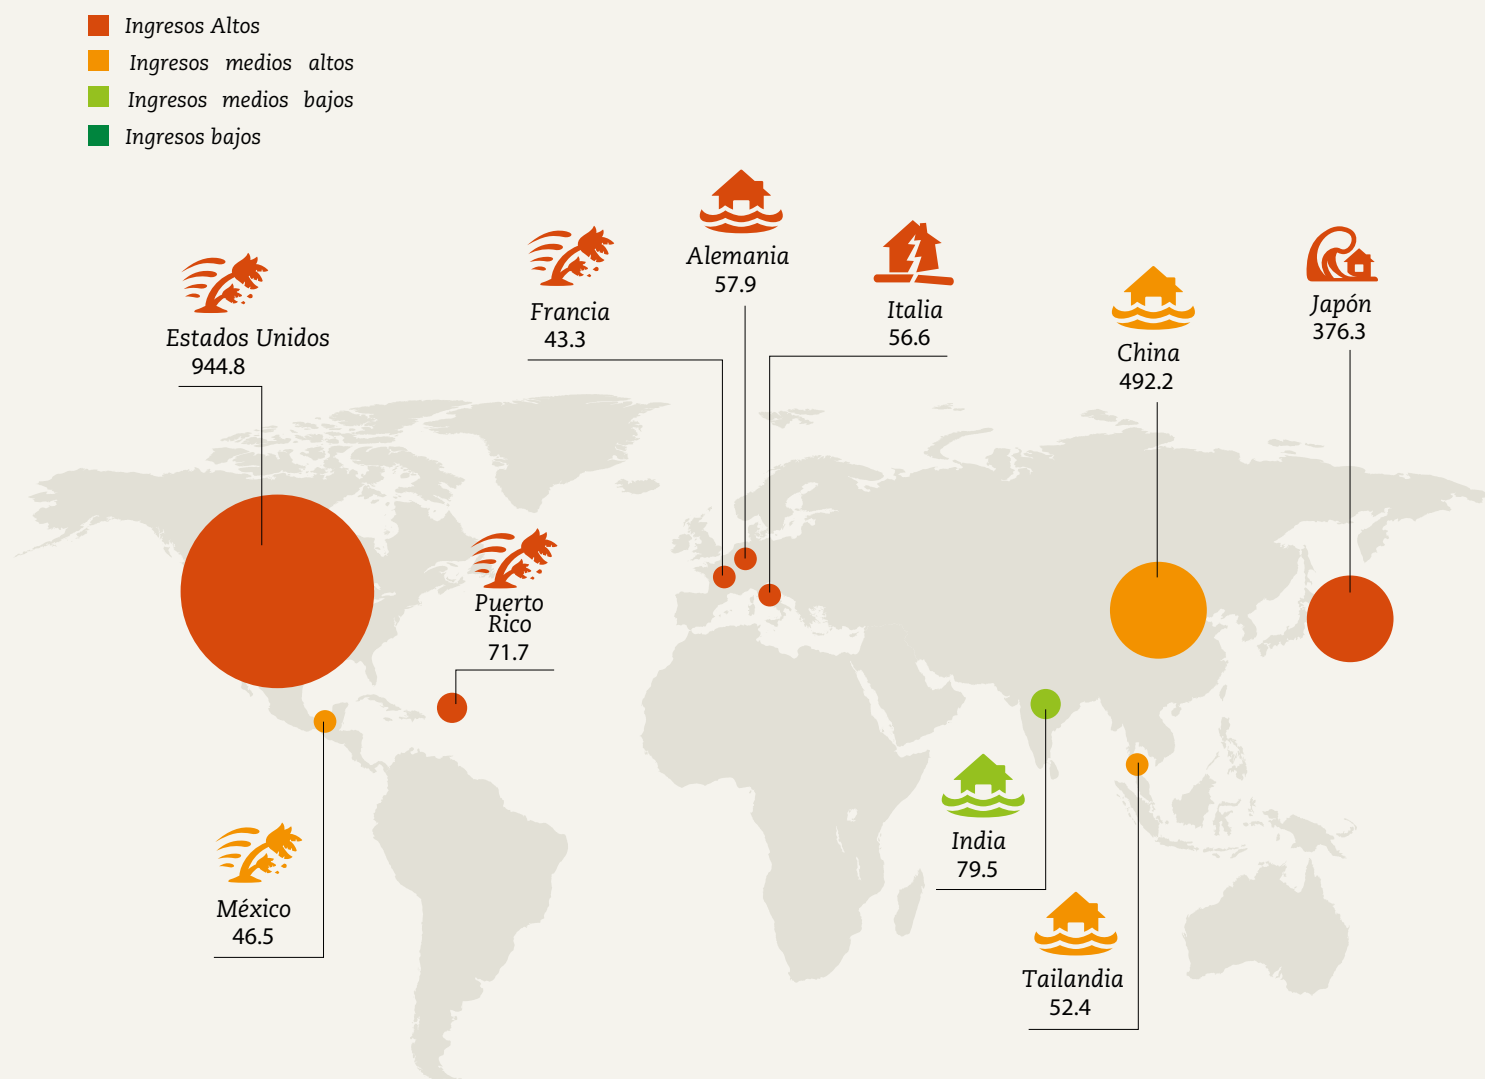 Ingresos Altos
Ingresos medios altos
Ingresos medios bajos
Ingresos bajos
Estados Unidos
944.8
Francia
43.3
Alemania
57.9
Italia
56.6
China
492.2
Japón
376.3
Puerto
Rico
71.7
México
46.5
India
79.5
Tailandia
52.4